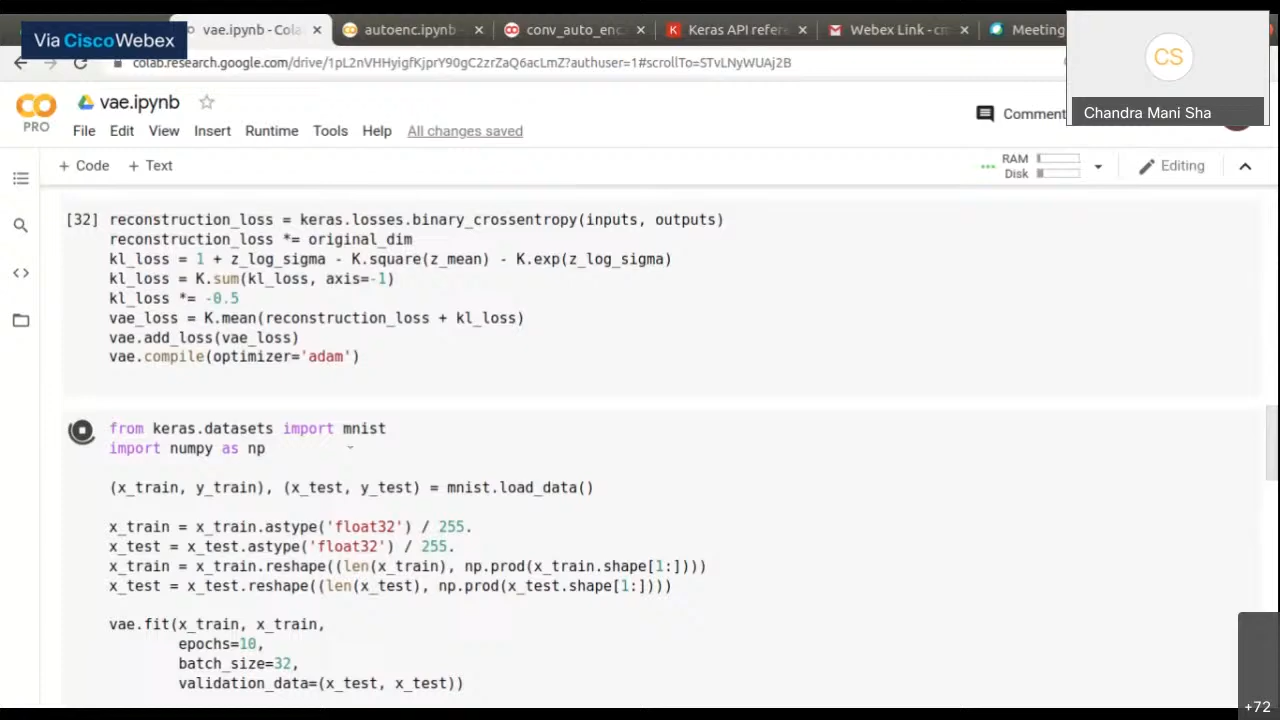 Via Cisco Webex
vae.ipynb - Cola
autoenc.ipynb
conv_auto_enc
Keras API refer
Webex Link - cm
Meeting
colab.research.google.com/drive/1pL2nVHHyigfKjprY90gC2zrZaQ6acLmZ?authuser=1#scrollTo=STvLNyWUAj2B
CS
Chandra Mani Sha
PRO
vae.ipynb
Comment
File Edit View Insert Runtime Tools Help All changes saved
+ Code + Text
RAM
Disk
Editing
[32] reconstruction_loss = keras.losses.binary_crossentropy(inputs, outputs)
reconstruction_loss *= original_dim
kl_loss = 1 + z_log_sigma - K.square(z_mean) - K.exp(z_log_sigma)
kl_loss = K.sum(kl_loss, axis=-1)
kl_loss *= -0.5
vae_loss = K.mean(reconstruction_loss + kl_loss)
vae.add_loss(vae_loss)
vae.compile(optimizer='adam')
from keras.datasets import mnist
import numpy as np
(x_train, y_train), (x_test, y_test) = mnist.load_data()
x_train = x_train.astype('float32') / 255.
x_test = x_test.astype('float32') / 255.
x_train = x_train.reshape((len(x_train), np.prod(x_train.shape[1:])))
x_test = x_test.reshape((len(x_test), np.prod(x_test.shape[1:])))
vae.fit(x_train, x_train,
epochs=10,
batch_size=32,
validation_data=(x_test, x_test))
+72